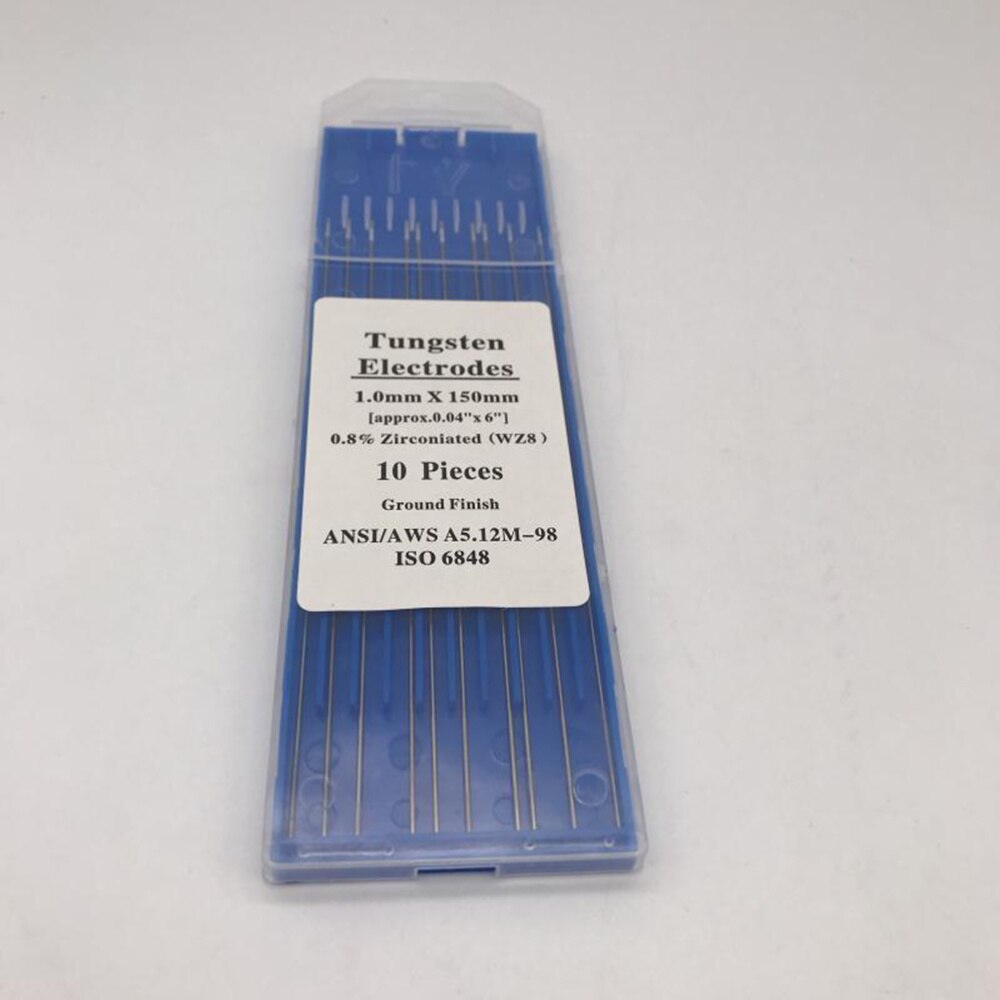 Tungsten
Electrodes
1.0mm X 150mm
[approx.0.04"x 6"]
0.8% Zirconiated (WZ8)
10 Pieces
Ground Finish
ANSI/AWS A5.12M-98
ISO 6848